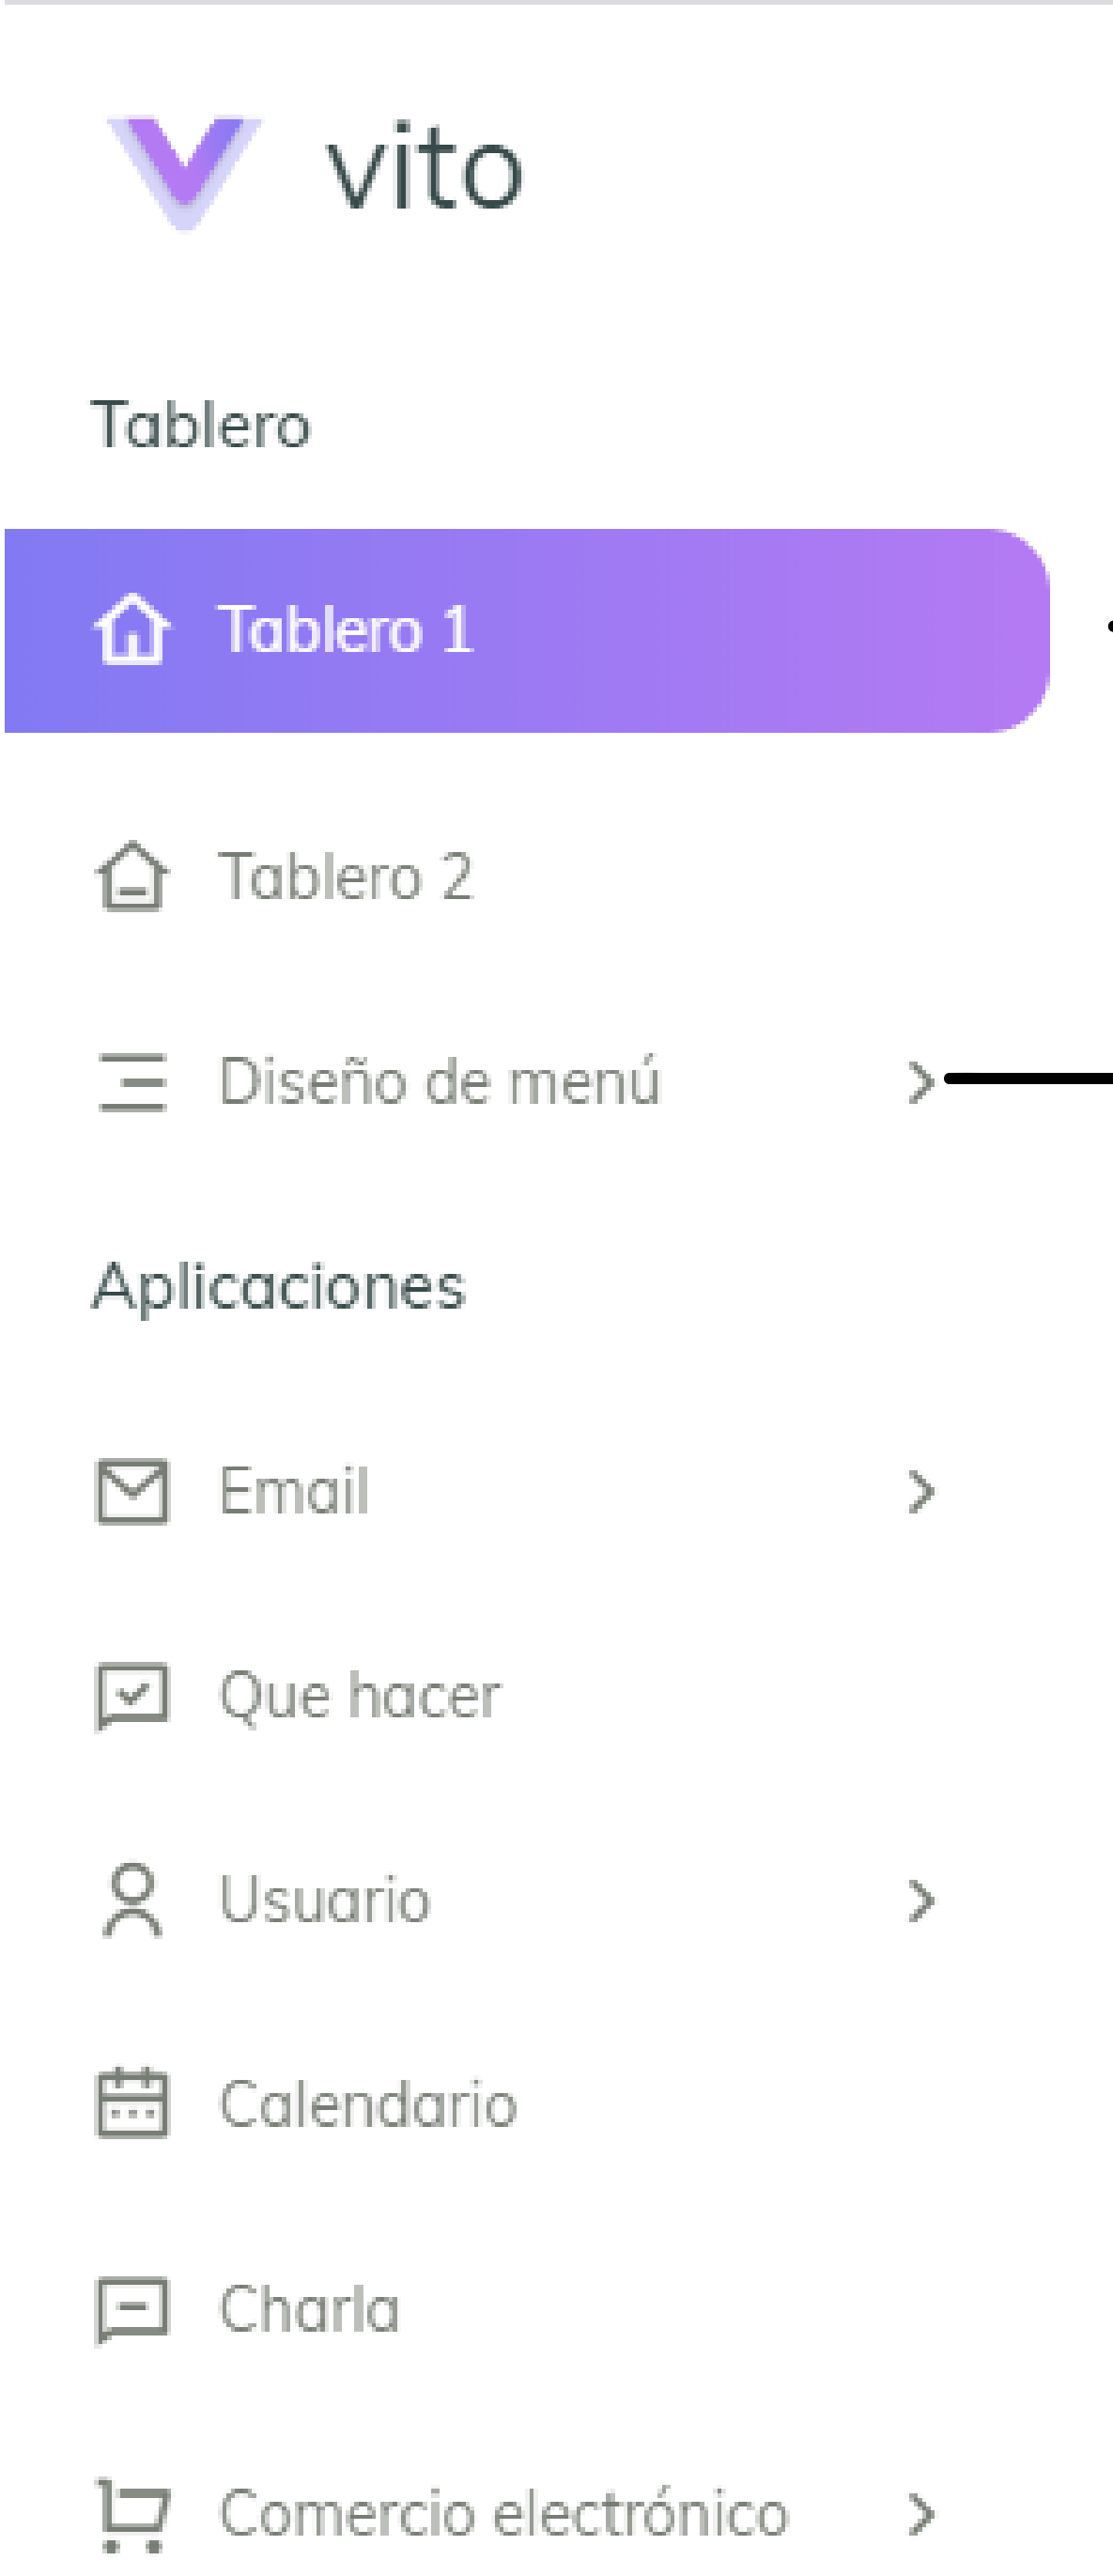 vito
Tablero
Tablero 1
Tablero 2
Diseño de menú
Aplicaciones
Email
Que hacer
Usuario
Calendario
Charla
Comercio electrónico